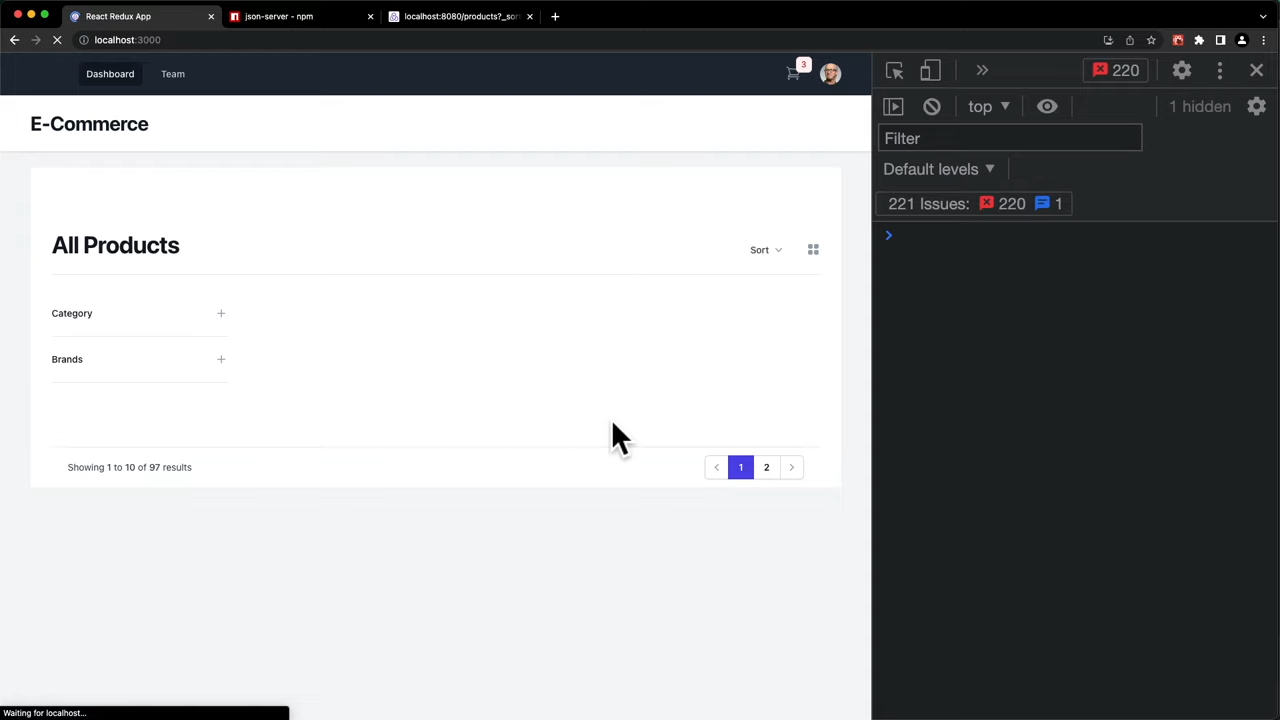 React Redux App
json-server - npm
localhost:8080/products?_sor
localhost:3000
Dashboard
Team
3
220
top
1 hidden
E-Commerce
Filter
Default levels
221 Issues: 220 1
All Products
Sort
Category
Brands
Showing 1 to 10 of 97 results
1
2
Waiting for localhost...